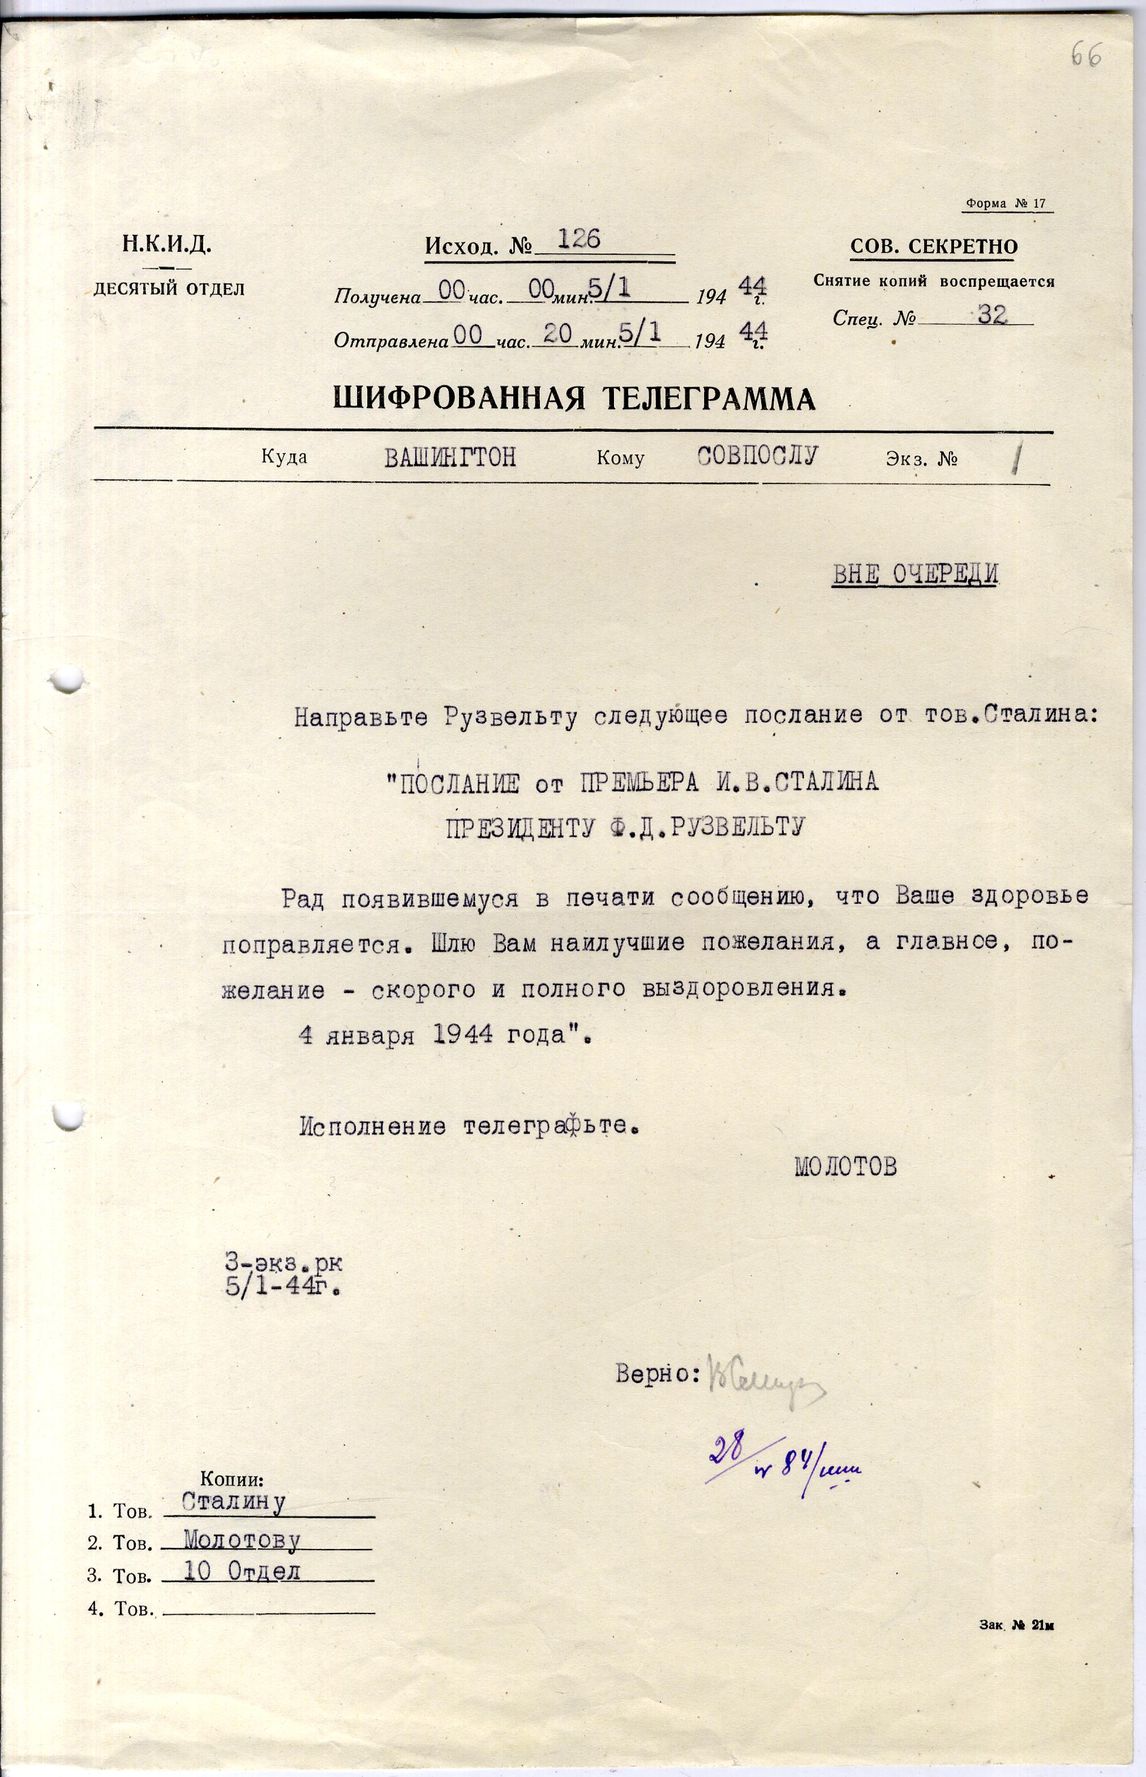 66
Форма № 17
Н.К.И.Д.
ДЕСЯТЫЙ ОТДЕЛ
Исход. № 126
Получена 00 час. 00 мин. 5/1 194 44 г.
Отправлена 00 час. 20 мин. 5/1 194 44 г.
СОВ. СЕКРЕТНО
Снятие копий воспрещается
Спец. № 32
ШИФРОВАННАЯ ТЕЛЕГРАММА
Куда ВАШИНГТОН Кому СОВПОСЛУ Экз. № 1
ВНЕ ОЧЕРЕДИ
Направьте Рузвельту следующее послание от тов.Сталина:
"ПОСЛАНИЕ от ПРЕМЬЕРА И.В.СТАЛИНА
ПРЕЗИДЕНТУ Ф.Д.РУЗВЕЛЬТУ
Рад появившемуся в печати сообщению, что Ваше здоровье
поправляется. Шлю Вам наилучшие пожелания, а главное, по-
желание - скорого и полного выздоровления.
4 января 1944 года".
Исполнение телеграфьте.
МОЛОТОВ
3-экз.рк
5/1-44г.
Верно:
28
84
Копии:
1. Тов. Сталину
2. Тов. Молотову
3. Тов. 10 Отдел
4. Тов.
Зак. № 21м